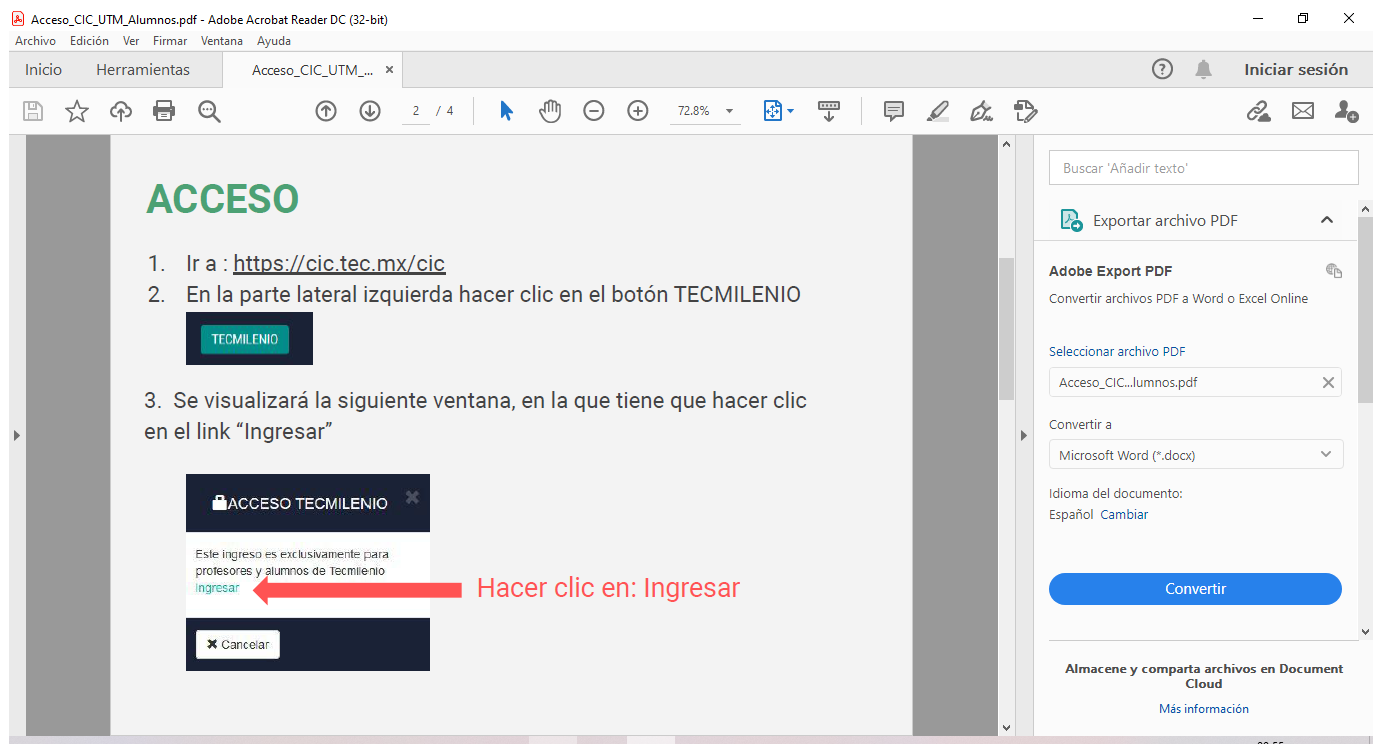 Acceso_CIC_UTM_Alumnos.pdf - Adobe Acrobat Reader DC (32-bit)
Archivo Edición Ver Firmar Ventana Ayuda
Inicio Herramientas Acceso_CIC_UTM_... × Iniciar sesión
2 / 4 72.8%
ACCESO
1. Ir a : https://cic.tec.mx/cic
2. En la parte lateral izquierda hacer clic en el botón TECMILENIO
TECMILENIO
3. Se visualizará la siguiente ventana, en la que tiene que hacer clic
en el link “Ingresar”
ACCESO TECMILENIO
Este ingreso es exclusivamente para
profesores y alumnos de Tecmilenio
Ingresar
Hacer clic en: Ingresar
Cancelar
Buscar 'Añadir texto'
Exportar archivo PDF
Adobe Export PDF
Convertir archivos PDF a Word o Excel Online
Seleccionar archivo PDF
Acceso_CIC...lumnos.pdf
Convertir a
Microsoft Word (*.docx)
Idioma del documento:
Español Cambiar
Convertir
Almacene y comparta archivos en Document
Cloud
Más información